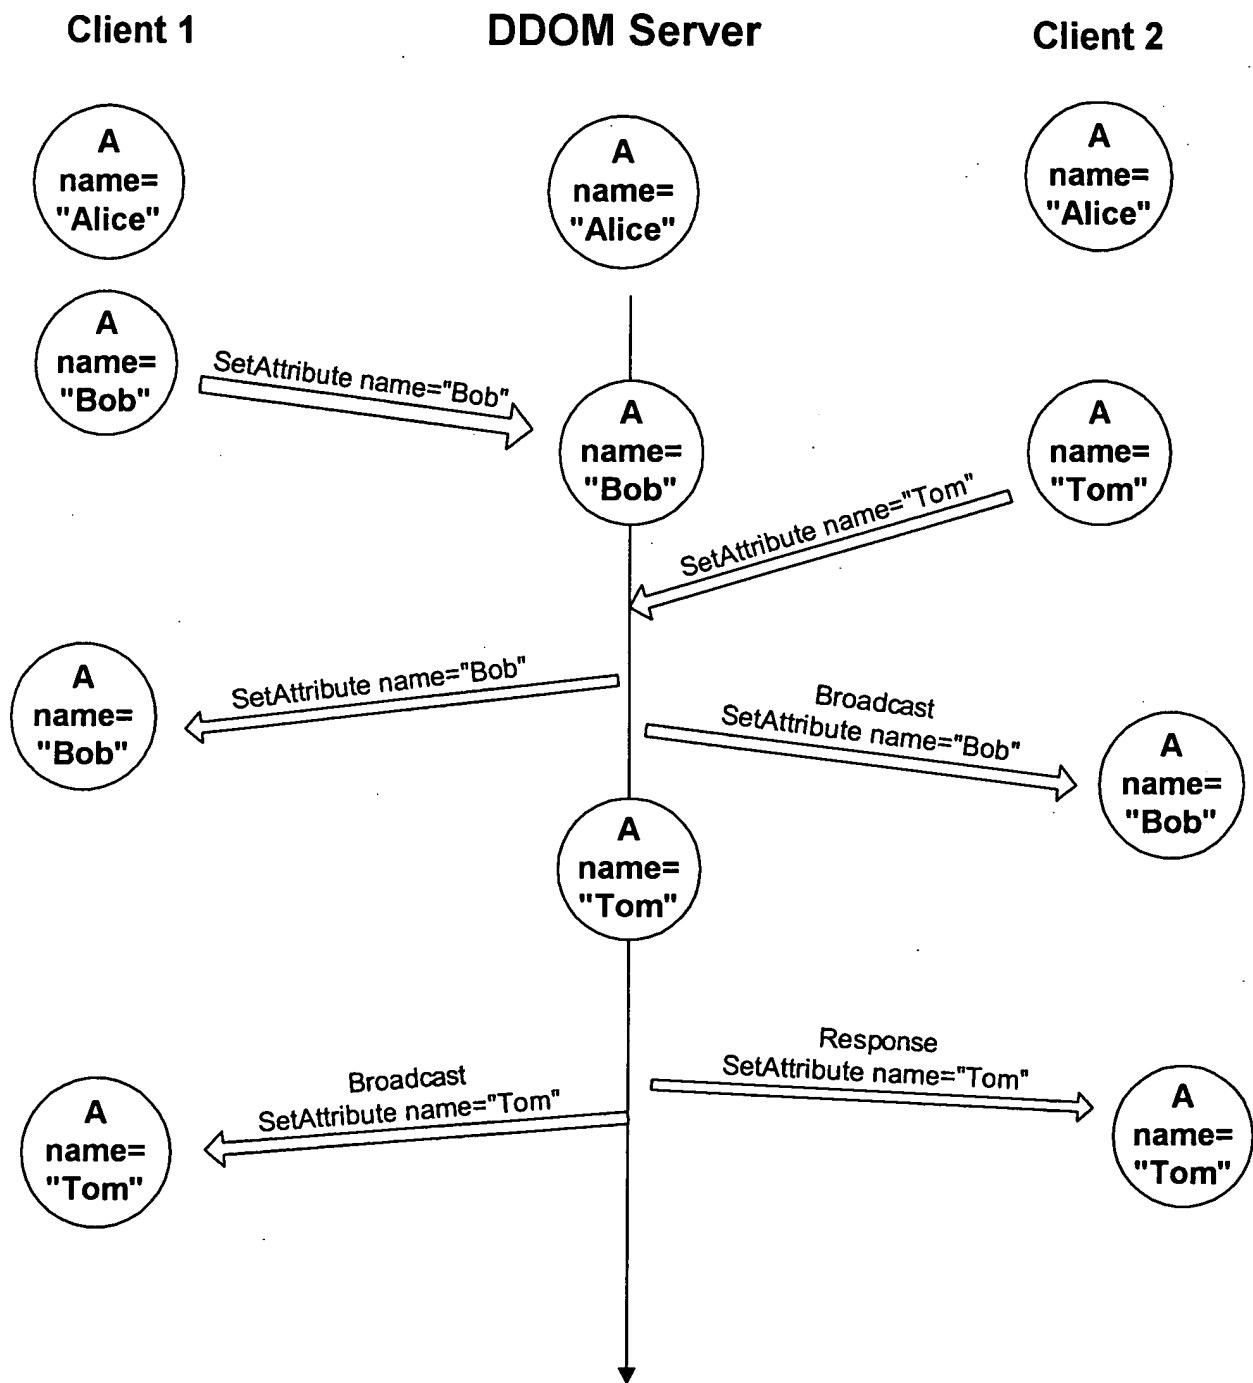 Client 1
DDOM Server
Client 2
A
name=
"Alice"
A
name=
"Alice"
A
name=
"Alice"
A
name=
"Bob"
SetAttribute name="Bob"
A
name=
"Bob"
A
name=
"Tom"
SetAttribute name="Tom"
A
name=
"Bob"
SetAttribute name="Bob"
Broadcast
SetAttribute name="Bob"
A
name=
"Bob"
A
name=
"Tom"
Response
SetAttribute name="Tom"
Broadcast
SetAttribute name="Tom"
A
name=
"Tom"
A
name=
"Tom"